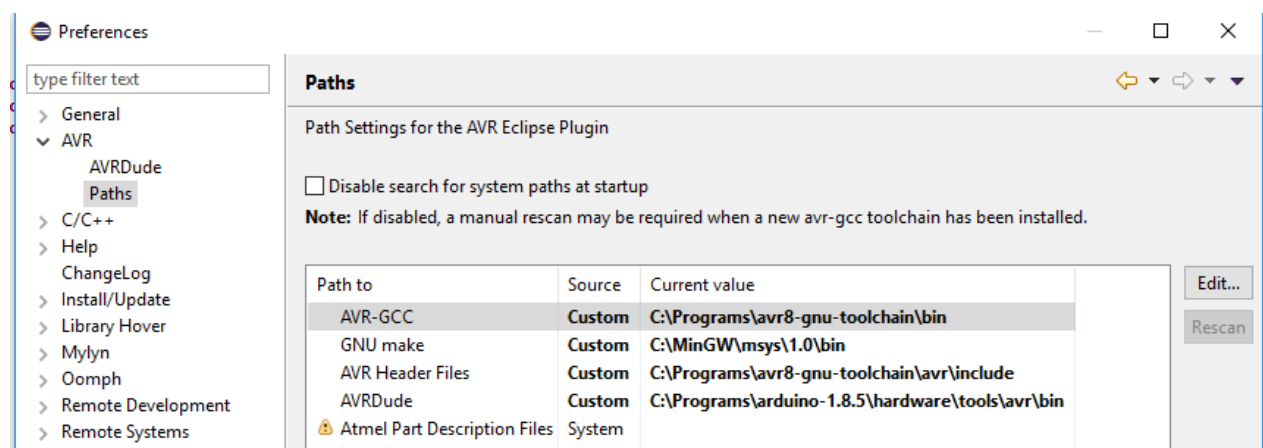 Preferences
type filter text
General
AVR
AVRDude
Paths
C/C++
Help
ChangeLog
Install/Update
Library Hover
Mylyn
Oomph
Remote Development
Remote Systems
Paths
Path Settings for the AVR Eclipse Plugin
Disable search for system paths at startup
Note: If disabled, a manual rescan may be required when a new avr-gcc toolchain has been installed.
Path to Source Current value
AVR-GCC Custom C:\Programs\avr8-gnu-toolchain\bin
GNU make Custom C:\MinGW\msys\1.0\bin
AVR Header Files Custom C:\Programs\avr8-gnu-toolchain\avr\include
AVRDude Custom C:\Programs\arduino-1.8.5\hardware\tools\avr\bin
Atmel Part Description Files System
Edit...
Rescan